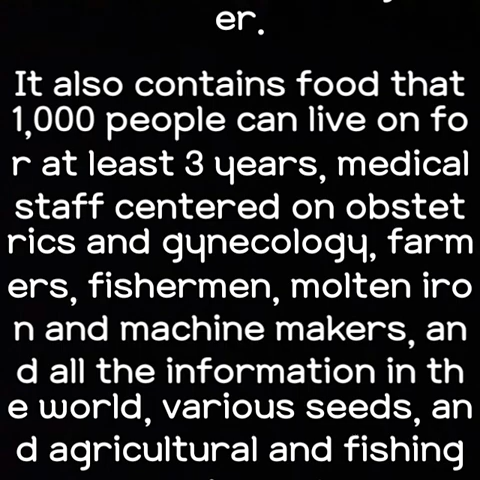 er.
It also contains food that
1,000 people can live on fo
r at least 3 years, medical
staff centered on obstet
rics and gynecology, farm
ers, fishermen, molten iro
n and machine makers, an
d all the information in th
e world, various seeds, an
d agricultural and fishing